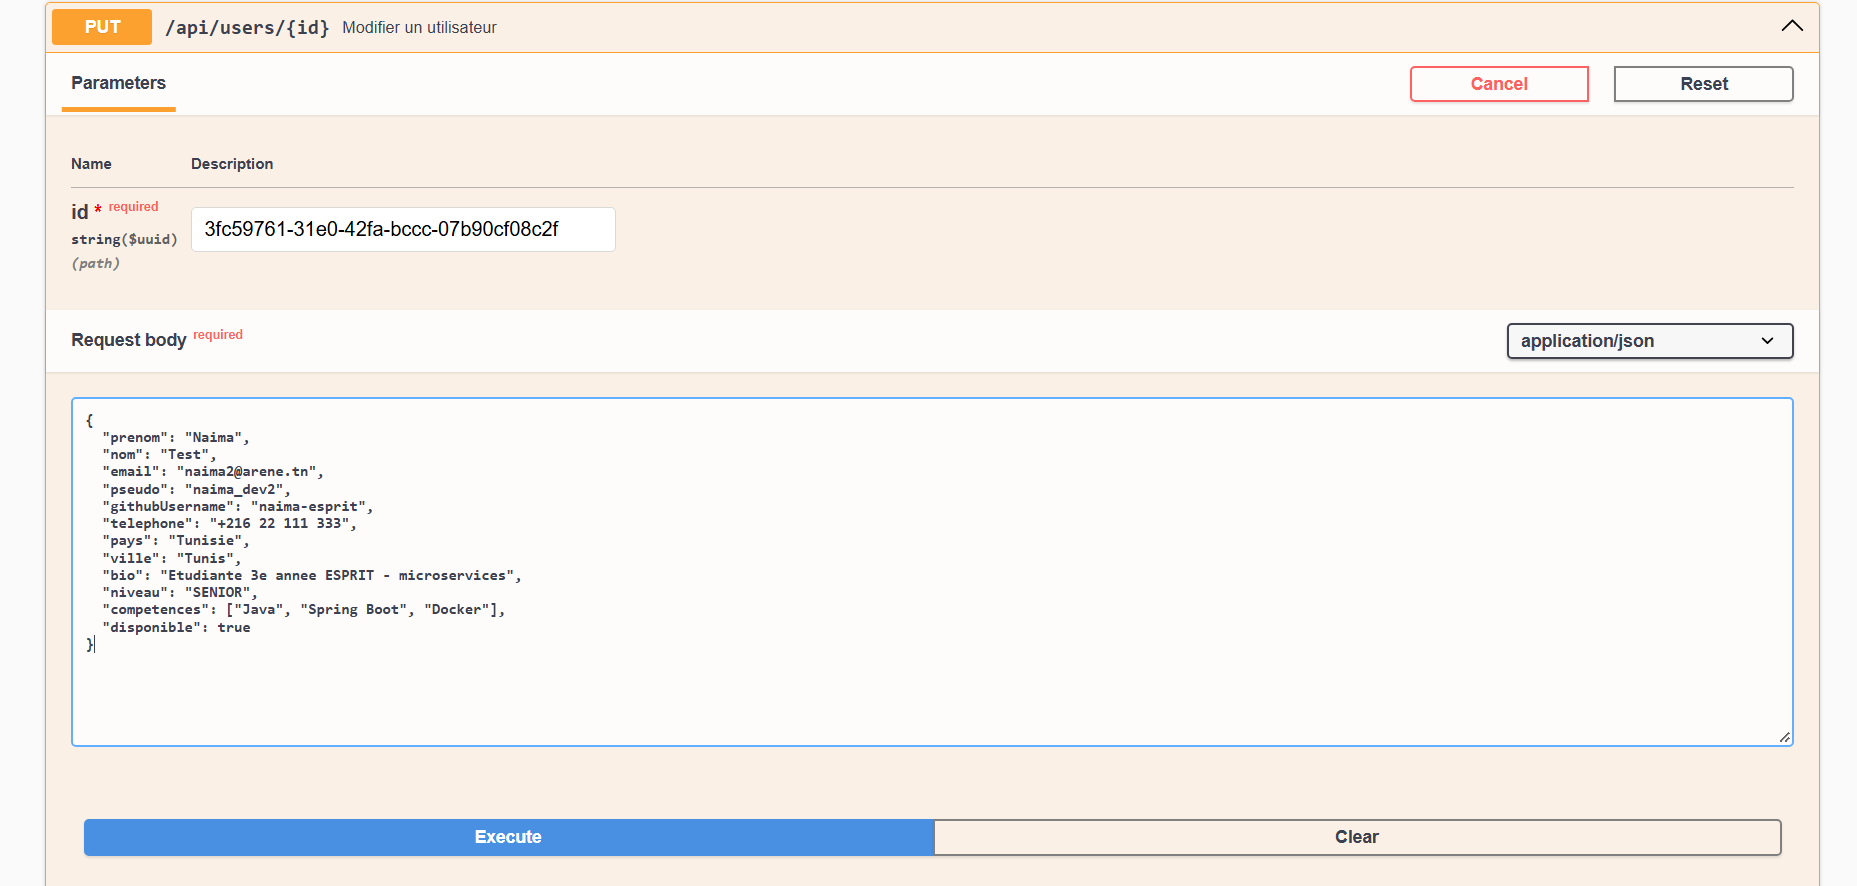 PUT /api/users/{id} Modifier un utilisateur
Parameters
Cancel
Reset
Name Description
id * required
string($uuid)
(path)
3fc59761-31e0-42fa-bccc-07b90cf08c2f
Request body required
application/json
{
  "prenom": "Naima",
  "nom": "Test",
  "email": "naima2@arene.tn",
  "pseudo": "naima_dev2",
  "githubUsername": "naima-esprit",
  "telephone": "+216 22 111 333",
  "pays": "Tunisie",
  "ville": "Tunis",
  "bio": "Etudiante 3e annee ESPRIT - microservices",
  "niveau": "SENIOR",
  "competences": ["Java", "Spring Boot", "Docker"],
  "disponible": true
}
Execute
Clear